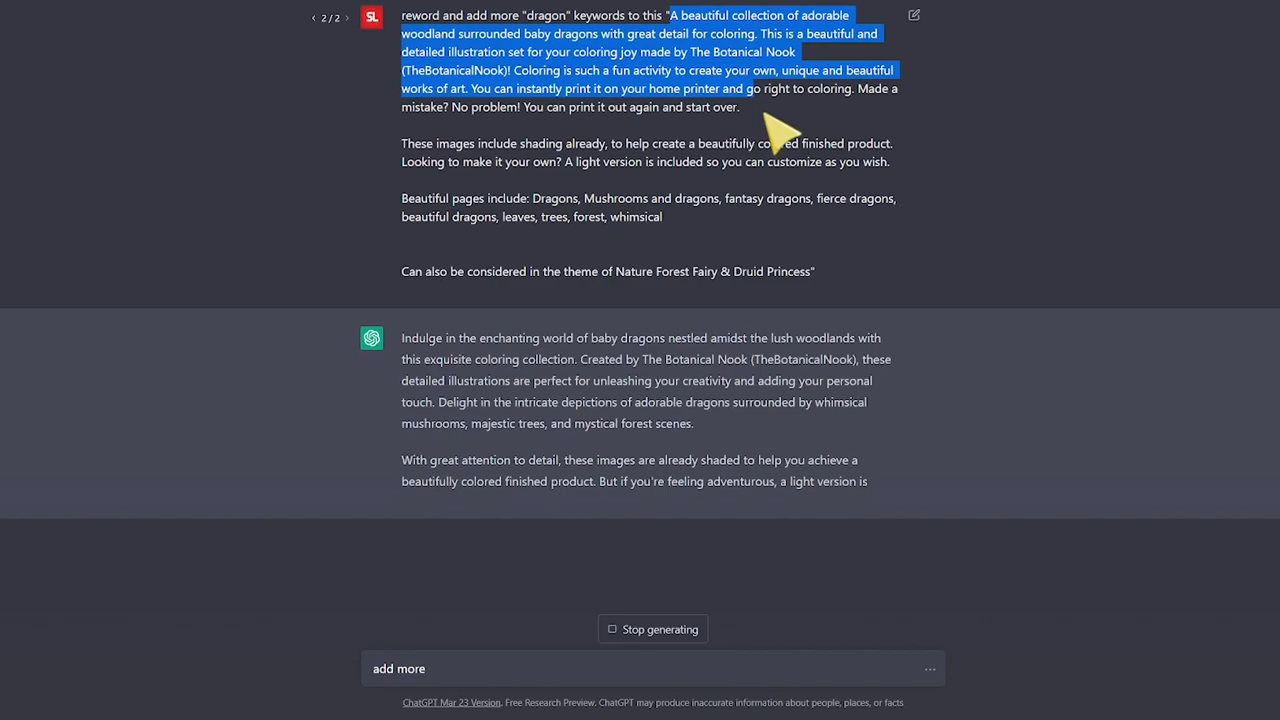 2 / 2
SL
reword and add more "dragon" keywords to this "A beautiful collection of adorable
woodland surrounded baby dragons with great detail for coloring. This is a beautiful and
detailed illustration set for your coloring joy made by The Botanical Nook
(TheBotanicalNook)! Coloring is such a fun activity to create your own, unique and beautiful
works of art. You can instantly print it on your home printer and go right to coloring. Made a
mistake? No problem! You can print it out again and start over.
These images include shading already, to help create a beautifully colored finished product.
Looking to make it your own? A light version is included so you can customize as you wish.
Beautiful pages include: Dragons, Mushrooms and dragons, fantasy dragons, fierce dragons,
beautiful dragons, leaves, trees, forest, whimsical
Can also be considered in the theme of Nature Forest Fairy & Druid Princess"
Indulge in the enchanting world of baby dragons nestled amidst the lush woodlands with
this exquisite coloring collection. Created by The Botanical Nook (TheBotanicalNook), these
detailed illustrations are perfect for unleashing your creativity and adding your personal
touch. Delight in the intricate depictions of adorable dragons surrounded by whimsical
mushrooms, majestic trees, and mystical forest scenes.
With great attention to detail, these images are already shaded to help you achieve a
beautifully colored finished product. But if you're feeling adventurous, a light version is
Stop generating
add more
ChatGPT Mar 23 Version. Free Research Preview. ChatGPT may produce inaccurate information about people, places, or facts